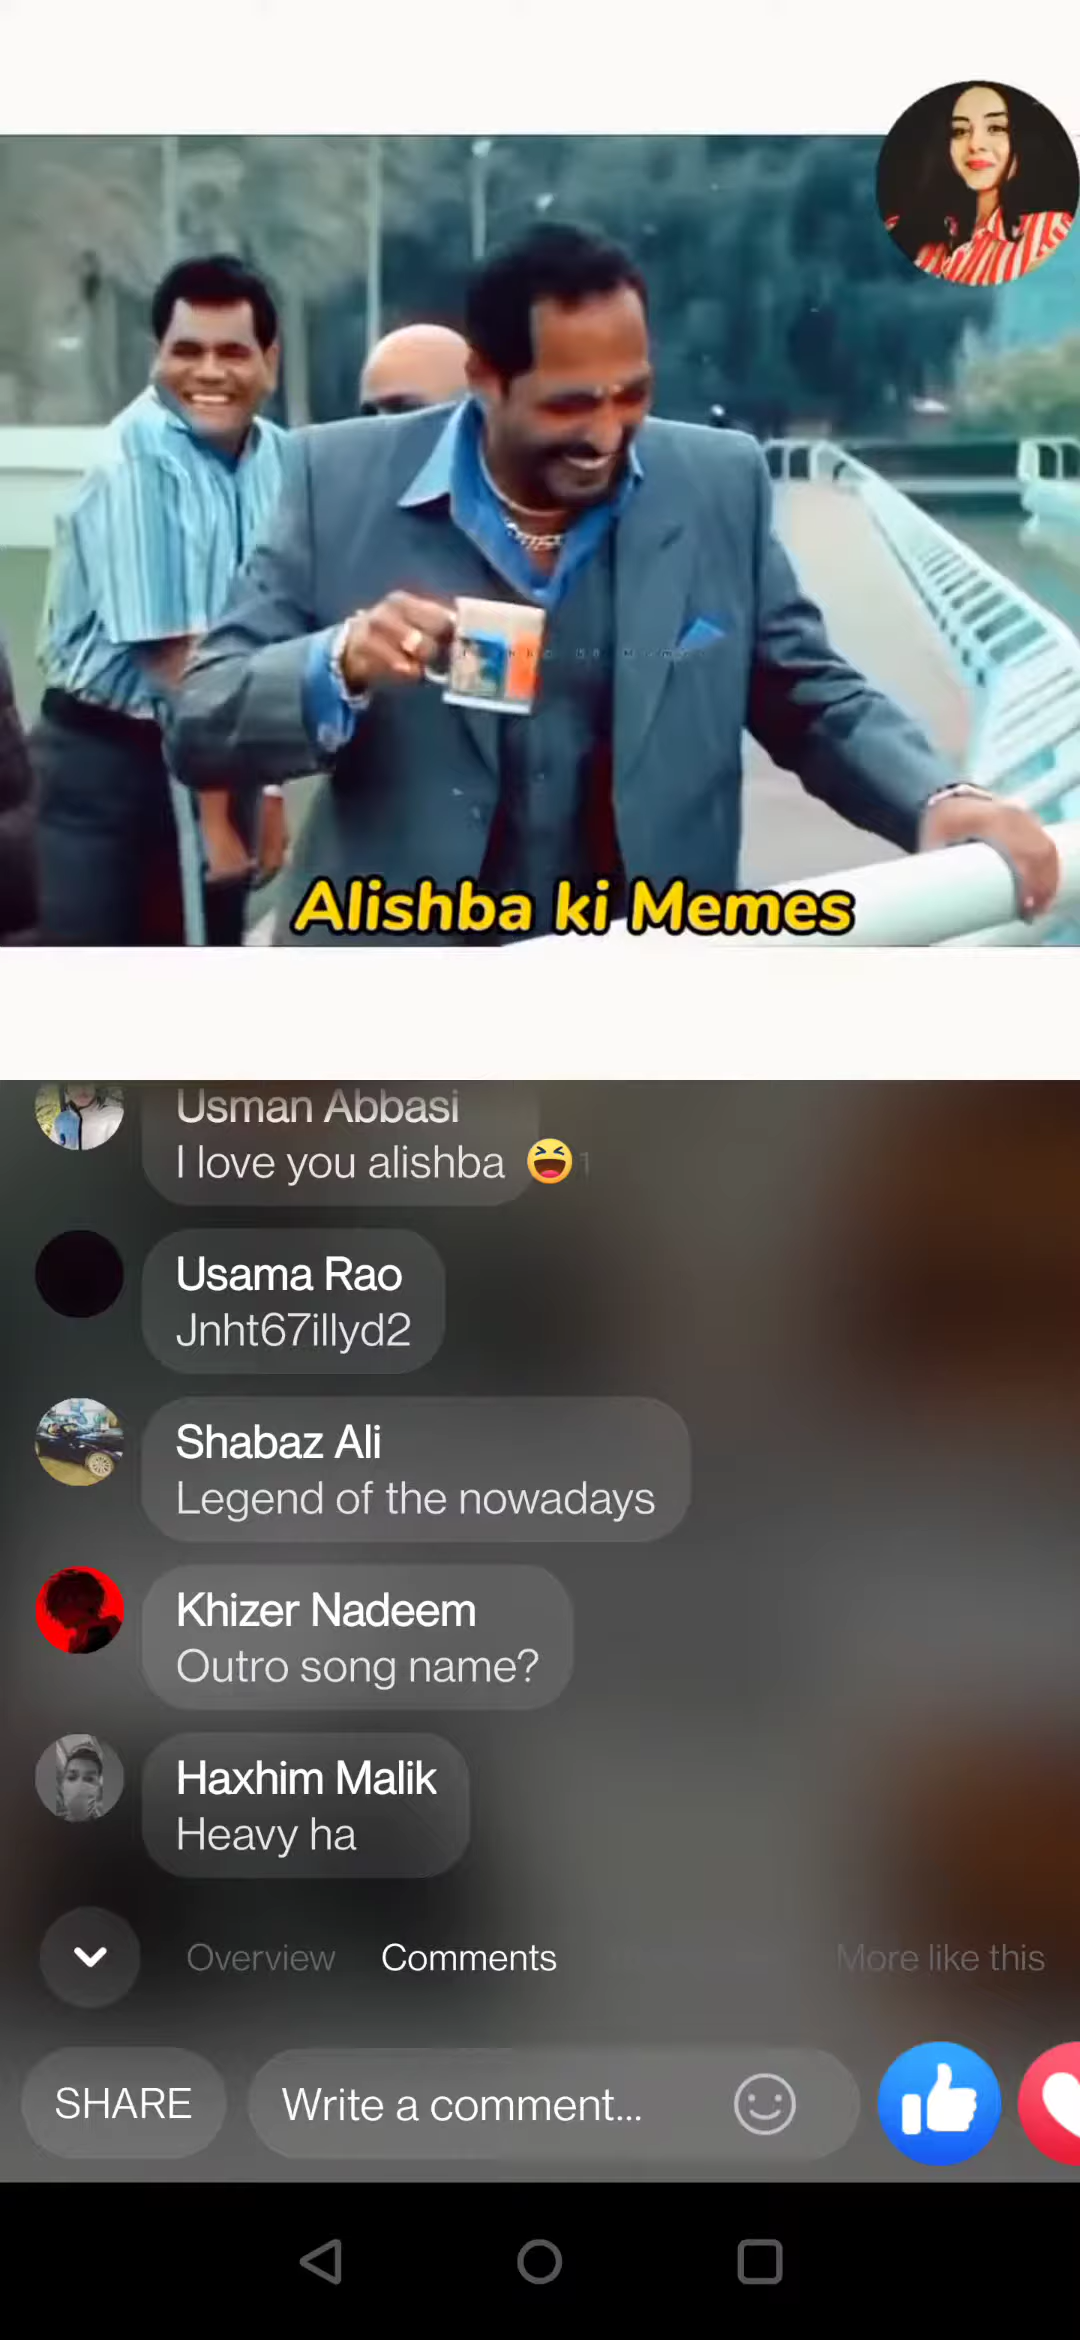 Alishba ki Memes
Usman Abbasi
I love you alishba 😆 1
Usama Rao
Jnht67illyd2
Shabaz Ali
Legend of the nowadays
Khizer Nadeem
Outro song name?
Haxhim Malik
Heavy ha
Overview Comments More like this
SHARE Write a comment...